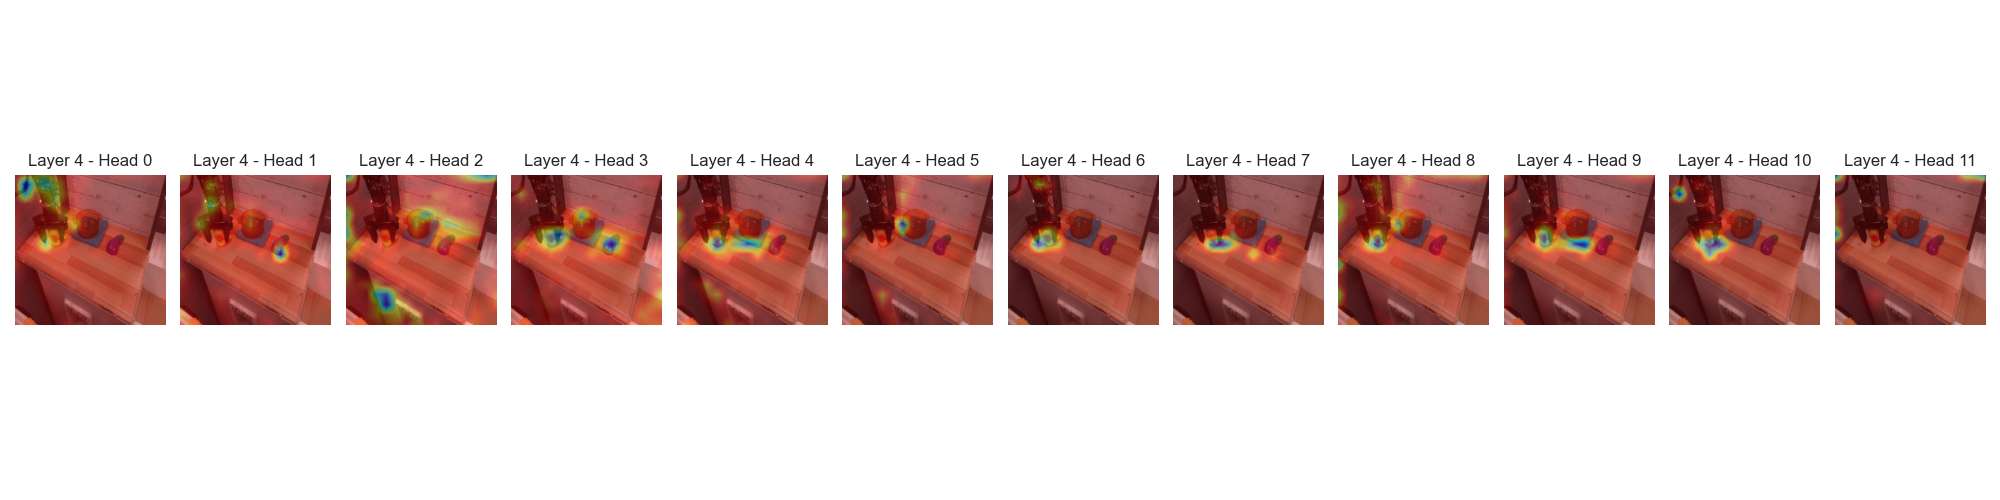 Layer 4 - Head 0
Layer 4 - Head 1
Layer 4 - Head 2
Layer 4 - Head 3
Layer 4 - Head 4
Layer 4 - Head 5
Layer 4 - Head 6
Layer 4 - Head 7
Layer 4 - Head 8
Layer 4 - Head 9
Layer 4 - Head 10
Layer 4 - Head 11